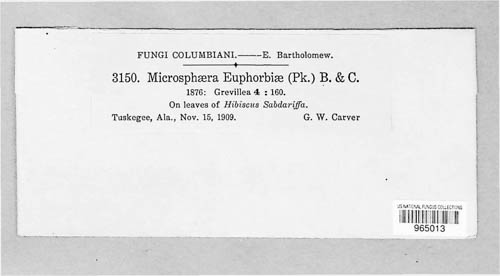 FUNGI COLUMBIANI.——E. Bartholomew.
3150. Microsphæra Euphorbiæ (Pk.) B. & C.
1876: Grevillea 4 : 160.
On leaves of Hibiscus Sabdariffa.
Tuskegee, Ala., Nov. 15, 1909. G. W. Carver
US NATIONAL FUNGUS COLLECTIONS
965013